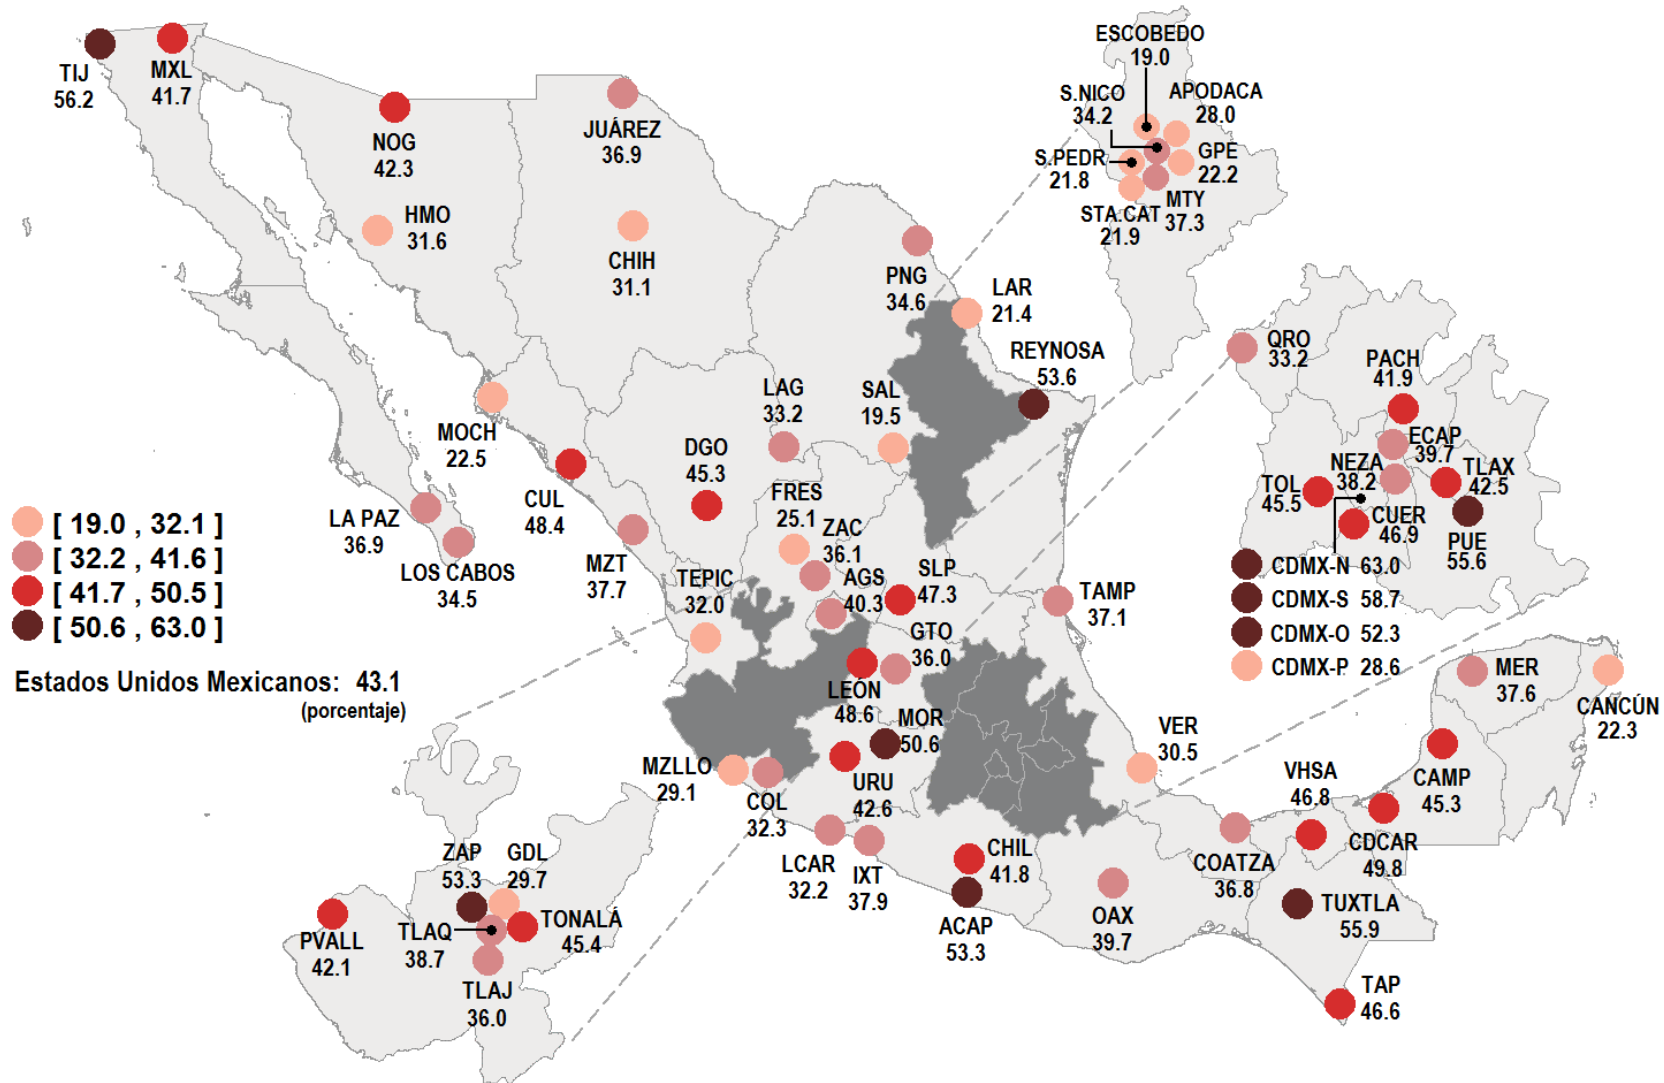 TIJ
56.2
MXL
41.7
NOG
42.3
HMO
31.6
JUÁREZ
36.9
CHIH
31.1
PNG
34.6
LAR
21.4
REYNOSA
53.6
ESCOBEDO
19.0
S.NICO
34.2
APODACA
28.0
S.PEDR
21.8
GPE
22.2
STA.CAT
21.9
MTY
37.3
MOCH
22.5
CUL
48.4
DGO
45.3
LAG
33.2
SAL
19.5
FRES
25.1
ZAC
36.1
LA PAZ
36.9
LOS CABOS
34.5
MZT
37.7
TEPIC
32.0
AGS
40.3
SLP
47.3
TAMP
37.1
GTO
36.0
LEÓN
48.6
MOR
50.6
URU
42.6
MZLLO
29.1
COL
32.3
LCAR
32.2
IXT
37.9
CHIL
41.8
ACAP
53.3
OAX
39.7
VER
30.5
COATZA
36.8
VHSA
46.8
CDCAR
49.8
CAMP
45.3
MER
37.6
CANCÚN
22.3
TUXTLA
55.9
TAP
46.6
QRO
33.2
PACH
41.9
ECAP
39.7
NEZA
38.2
TLAX
42.5
TOL
45.5
CUER
46.9
PUE
55.6
CDMX-N 63.0
CDMX-S 58.7
CDMX-O 52.3
CDMX-P 28.6
[ 19.0 , 32.1 ]
[ 32.2 , 41.6 ]
[ 41.7 , 50.5 ]
[ 50.6 , 63.0 ]
Estados Unidos Mexicanos: 43.1
(porcentaje)
ZAP
53.3
GDL
29.7
PVALL
42.1
TLAQ
38.7
TONALÁ
45.4
TLAJ
36.0